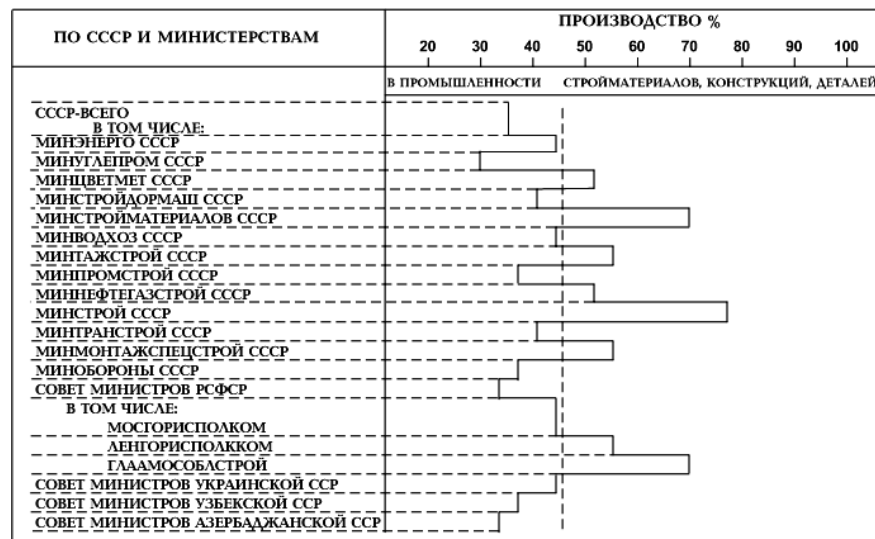 ПО СССР И МИНИСТЕРСТВАМ
ПРОИЗВОДСТВО %
20 30 40 50 60 70 80 90 100
В ПРОМЫШЛЕННОСТИ СТРОЙМАТЕРИАЛОВ, КОНСТРУКЦИЙ, ДЕТАЛЕЙ
СССР-ВСЕГО
В ТОМ ЧИСЛЕ:
МИНЭНЕРГО СССР
МИНУГЛЕПРОМ СССР
МИНЦВЕТМЕТ СССР
МИНСТРОЙДОРМАШ СССР
МИНСТРОЙМАТЕРИАЛОВ СССР
МИНВОДХОЗ СССР
МИНТАЖСТРОЙ СССР
МИНПРОМСТРОЙ СССР
МИННЕФТЕГАЗСТРОЙ СССР
МИНСТРОЙ СССР
МИНТРАНСТРОЙ СССР
МИНМОНТАЖСПЕЦСТРОЙ СССР
МИНОБОРОНЫ СССР
СОВЕТ МИНИСТРОВ РСФСР
В ТОМ ЧИСЛЕ:
МОСГОРИСПОЛКОМ
ЛЕНГОРИСПОЛККОМ
ГЛААМОСОБЛСТРОЙ
СОВЕТ МИНИСТРОВ УКРАИНСКОЙ ССР
СОВЕТ МИНИСТРОВ УЗБЕКСКОЙ ССР
СОВЕТ МИНИСТРОВ АЗЕРБАДЖАНСКОЙ ССР